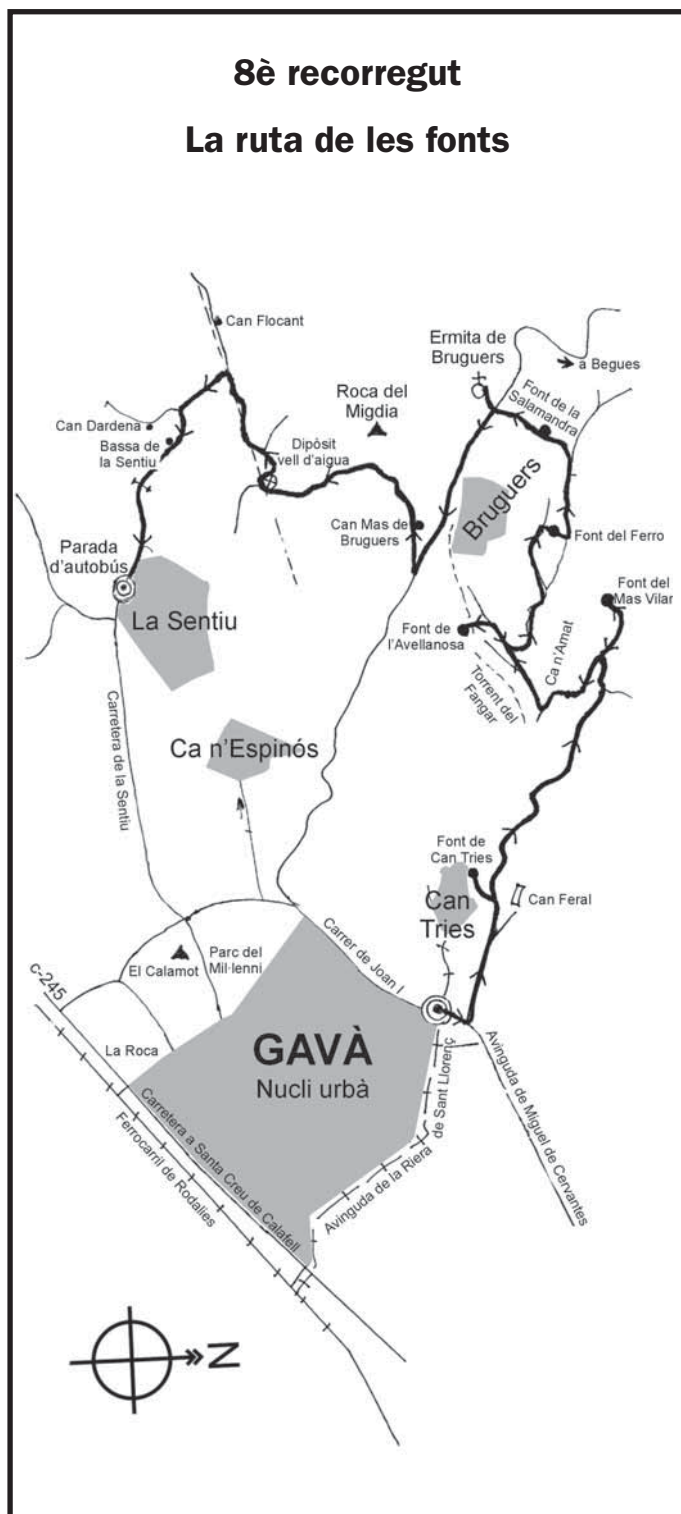 8è recorregut
La ruta de les fonts
Can Flocant
Ermita de
Bruguers
a Begues
Roca del
Migdia
Font de la
Salamandra
Can Dardena
Bassa de
la Sentiu
Dipòsit
vell d'aigua
Bruguers
Can Mas de
Bruguers
Font del Ferro
Parada
d'autobús
Font del
Mas Vilar
La Sentiu
Font de
l'Avellanosa
Ca n'Amat
Torrent del
Fangar
Carretera de la Sentiu
Ca n'Espinós
Font de
Can Tries
Can
Tries
Can Feral
El Calamot
Parc del
Mil·lenni
Carrer de Joan I
c-245
La Roca
GAVÀ
Nucli urbà
Avinguda de la Riera
de Sant Llorenç
Avinguda de Miguel de Cervantes
Carretera a Santa Creu de Calafell
Ferrocarril de Rodalies
N